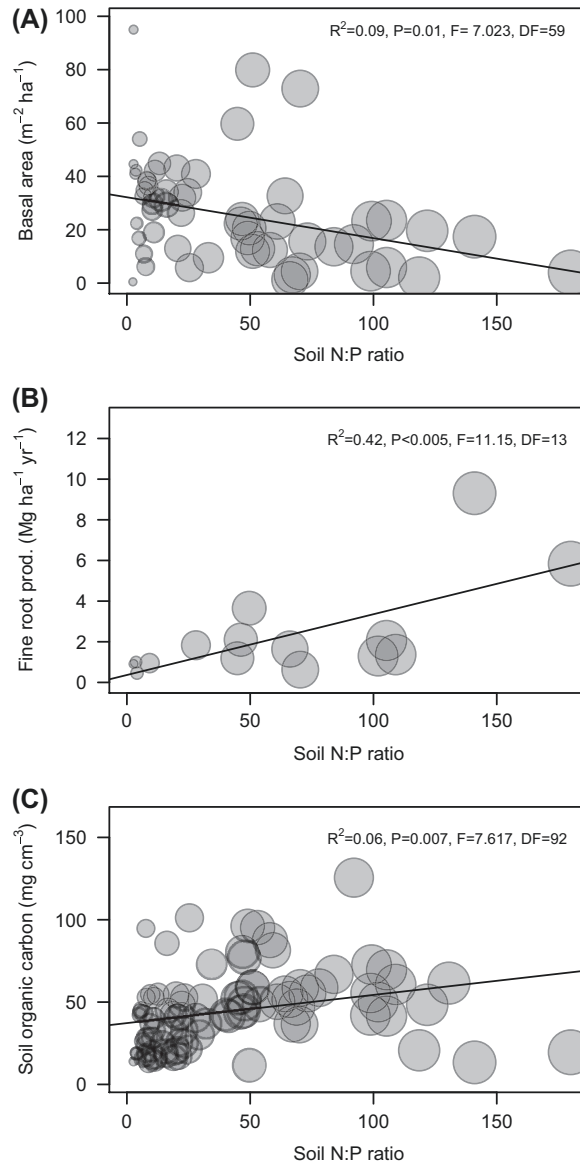 (A)
R²=0.09, P=0.01, F= 7.023, DF=59
Basal area (m⁻² ha⁻¹)
100
80
60
40
20
0
0 50 100 150
Soil N:P ratio
(B)
R²=0.42, P<0.005, F=11.15, DF=13
Fine root prod. (Mg ha⁻¹ yr⁻¹)
12
10
8
6
4
2
0
0 50 100 150
Soil N:P ratio
(C)
R²=0.06, P=0.007, F=7.617, DF=92
Soil organic carbon (mg cm⁻³)
150
100
50
0
0 50 100 150
Soil N:P ratio